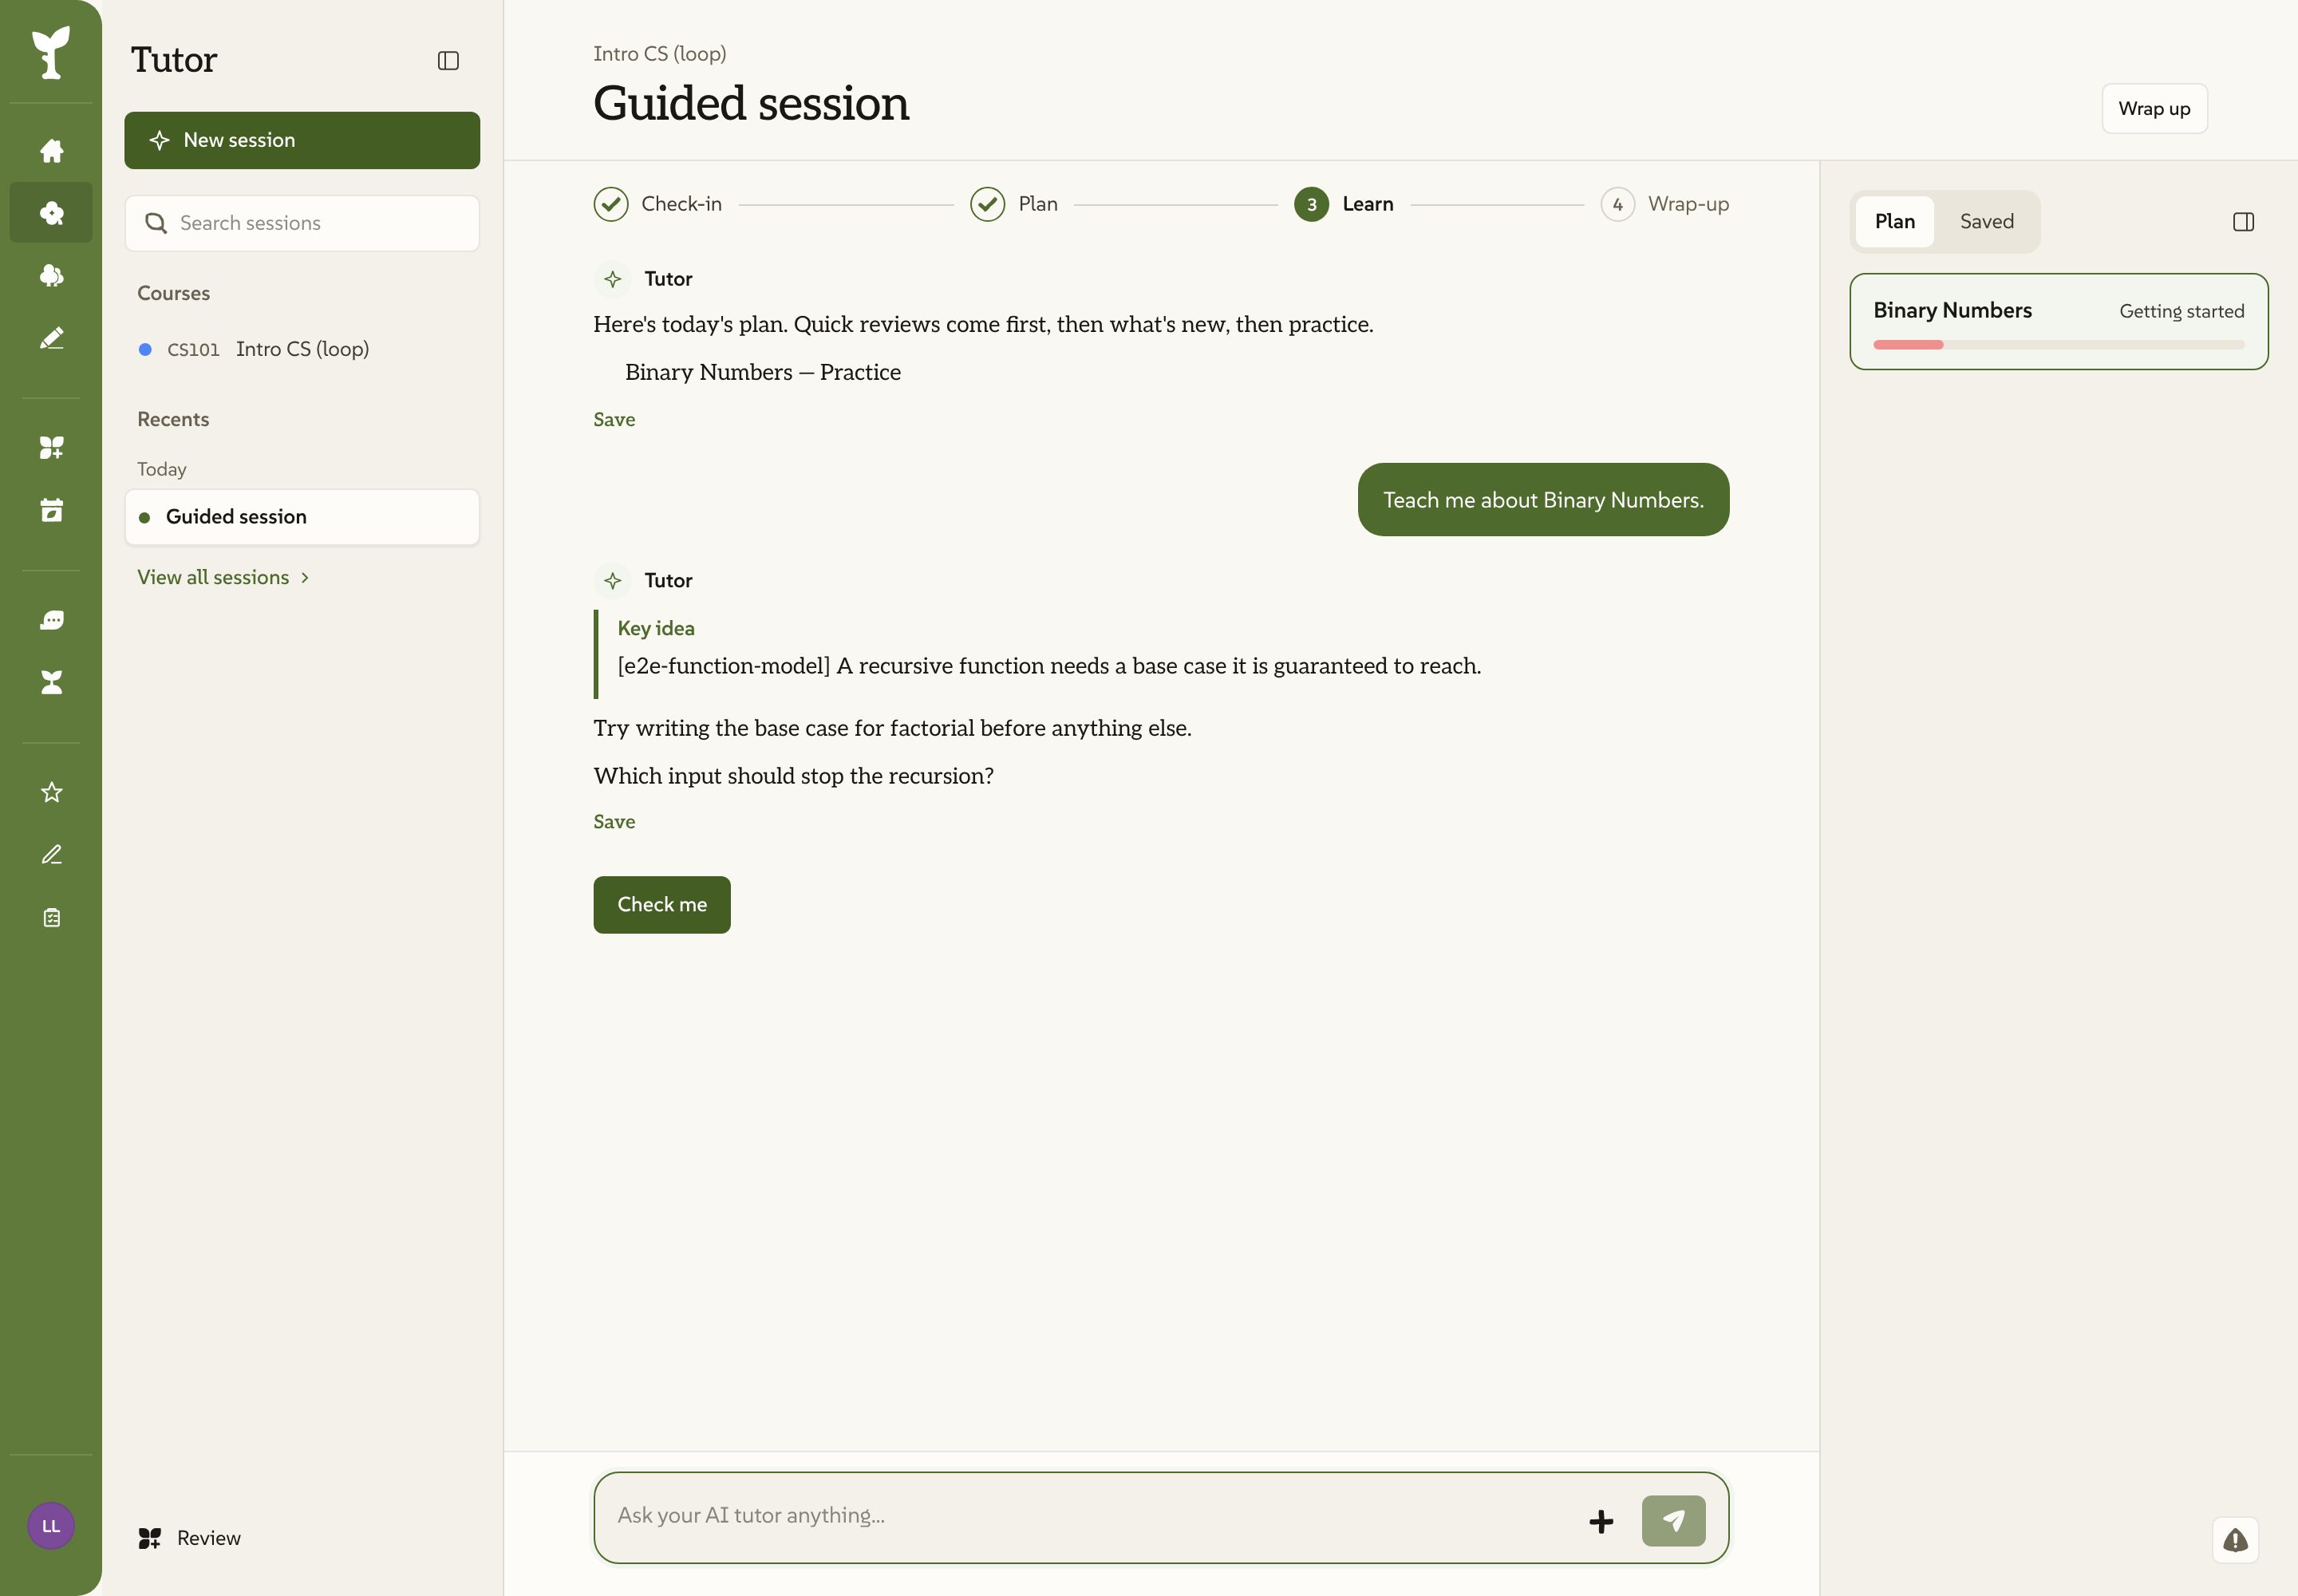 Tutor
New session
Search sessions
Courses
CS101 Intro CS (loop)
Recents
Today
Guided session
View all sessions
Review
LL
Intro CS (loop)
Guided session
Wrap up
Check-in
Plan
3 Learn
4 Wrap-up
Tutor
Here's today's plan. Quick reviews come first, then what's new, then practice.
Binary Numbers — Practice
Save
Teach me about Binary Numbers.
Tutor
Key idea
[e2e-function-model] A recursive function needs a base case it is guaranteed to reach.
Try writing the base case for factorial before anything else.
Which input should stop the recursion?
Save
Check me
Ask your AI tutor anything...
Plan Saved
Binary Numbers Getting started